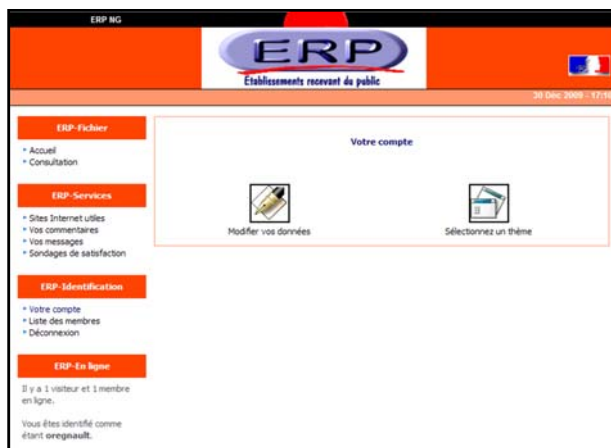 ERP NG
ERP
Etablissements recevant du public
30 Déc 2009 - 17:1
ERP-Fichier
Accueil
Consultation
ERP-Services
Sites Internet utiles
Vos commentaires
Vos messages
Sondages de satisfaction
ERP-Identification
Votre compte
Liste des membres
Déconnexion
ERP-En ligne
Il y a 1 visiteur et 1 membre
en ligne.
Vous êtes identifié comme
étant oregnault.
Votre compte
Modifier vos données
Sélectionnez un thème